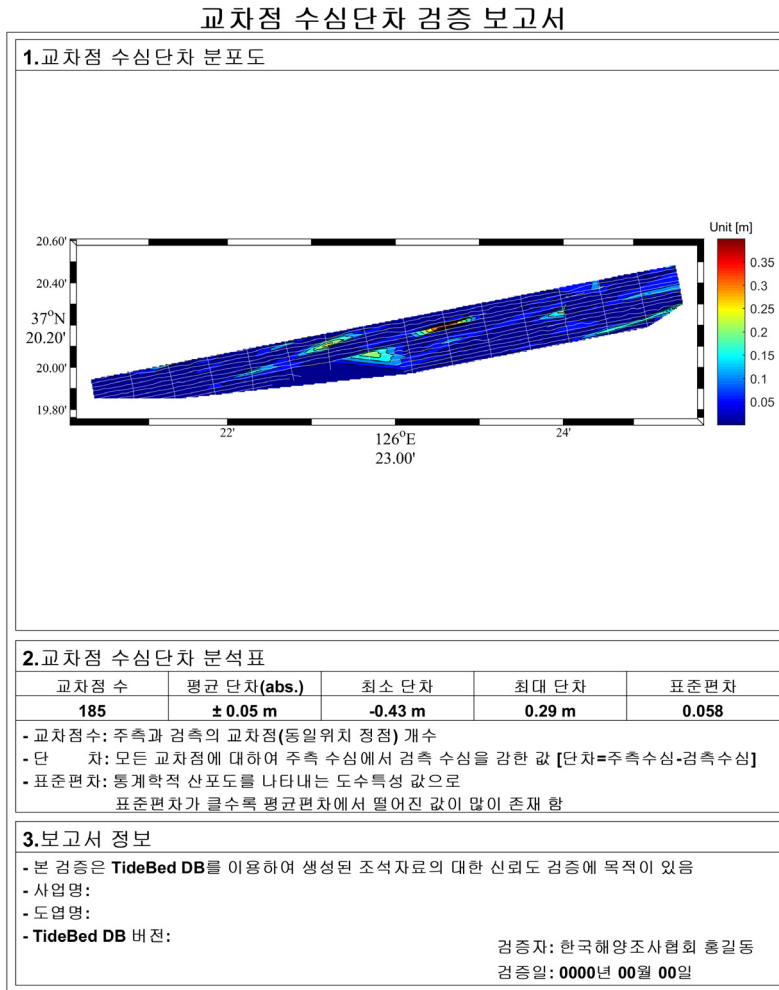 교차점 수심단차 검증 보고서
1.교차점 수심단차 분포도
Unit [m]
20.60'
20.40'
37°N
20.20'
20.00'
19.80'
22'
126°E
23.00'
24'
0.35
0.3
0.25
0.2
0.15
0.1
0.05
2.교차점 수심단차 분석표
교차점 수 평균 단차(abs.) 최소 단차 최대 단차 표준편차
185 ± 0.05 m -0.43 m 0.29 m 0.058
- 교차점수: 주측과 검측의 교차점(동일위치 정점) 개수
- 단 차: 모든 교차점에 대하여 주측 수심에서 검측 수심을 감한 값 [단차=주측수심-검측수심]
- 표준편차: 통계학적 산포도를 나타내는 도수특성 값으로
표준편차가 클수록 평균편차에서 떨어진 값이 많이 존재 함
3.보고서 정보
- 본 검증은 TideBed DB를 이용하여 생성된 조석자료의 대한 신뢰도 검증에 목적이 있음
- 사업명:
- 도엽명:
- TideBed DB 버전:
검증자: 한국해양조사협회 홍길동
검증일: 0000년 00월 00일